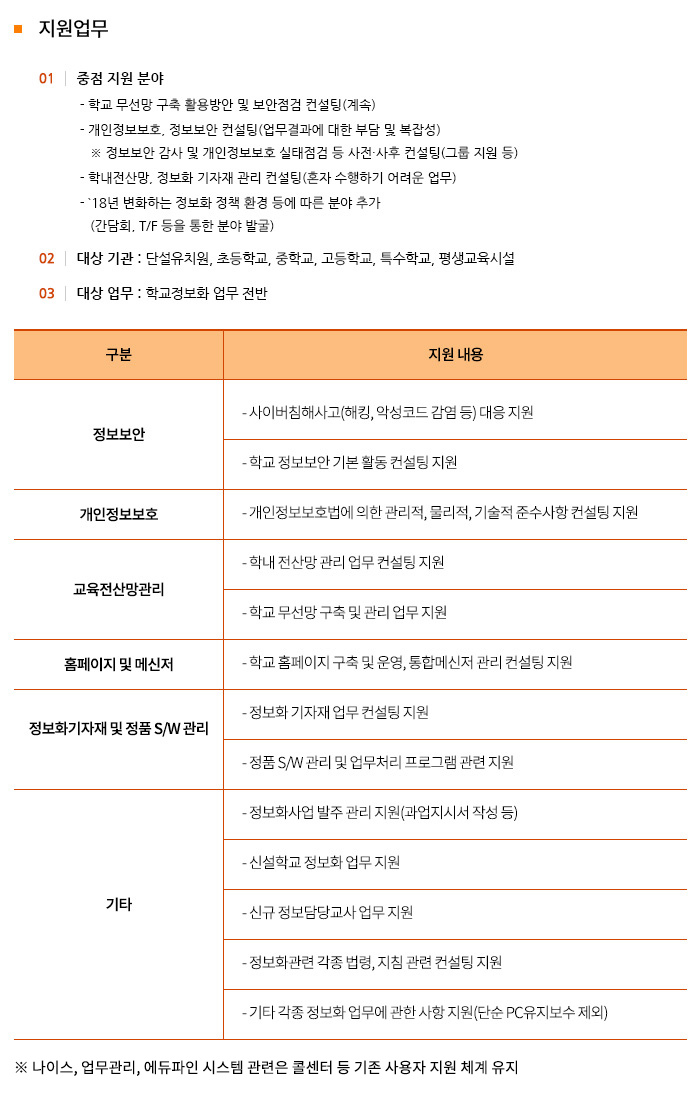 지원업무
01 중점 지원 분야
- 학교 무선망 구축 활용방안 및 보안점검 컨설팅(계속)
- 개인정보보호, 정보보안 컨설팅(업무결과에 대한 부담 및 복잡성)
※ 정보보안 감사 및 개인정보보호 실태점검 등 사전·사후 컨설팅(그룹 지원 등)
- 학내전산망, 정보화 기자재 관리 컨설팅(혼자 수행하기 어려운 업무)
- `18년 변화하는 정보화 정책 환경 등에 따른 분야 추가
(간담회, T/F 등을 통한 분야 발굴)
02 대상 기관 : 단설유치원, 초등학교, 중학교, 고등학교, 특수학교, 평생교육시설
03 대상 업무 : 학교정보화 업무 전반
구분 지원 내용
정보보안
- 사이버침해사고(해킹, 악성코드 감염 등) 대응 지원
- 학교 정보보안 기본 활동 컨설팅 지원
개인정보보호
- 개인정보보호법에 의한 관리적, 물리적, 기술적 준수사항 컨설팅 지원
교육전산망관리
- 학내 전산망 관리 업무 컨설팅 지원
- 학교 무선망 구축 및 관리 업무 지원
홈페이지 및 메신저
- 학교 홈페이지 구축 및 운영, 통합메신저 관리 컨설팅 지원
정보화기자재 및 정품 S/W 관리
- 정보화 기자재 업무 컨설팅 지원
- 정품 S/W 관리 및 업무처리 프로그램 관련 지원
기타
- 정보화사업 발주 관리 지원(과업지시서 작성 등)
- 신설학교 정보화 업무 지원
- 신규 정보담당교사 업무 지원
- 정보화관련 각종 법령, 지침 관련 컨설팅 지원
- 기타 각종 정보화 업무에 관한 사항 지원(단순 PC유지보수 제외)
※ 나이스, 업무관리, 에듀파인 시스템 관련은 콜센터 등 기존 사용자 지원 체계 유지